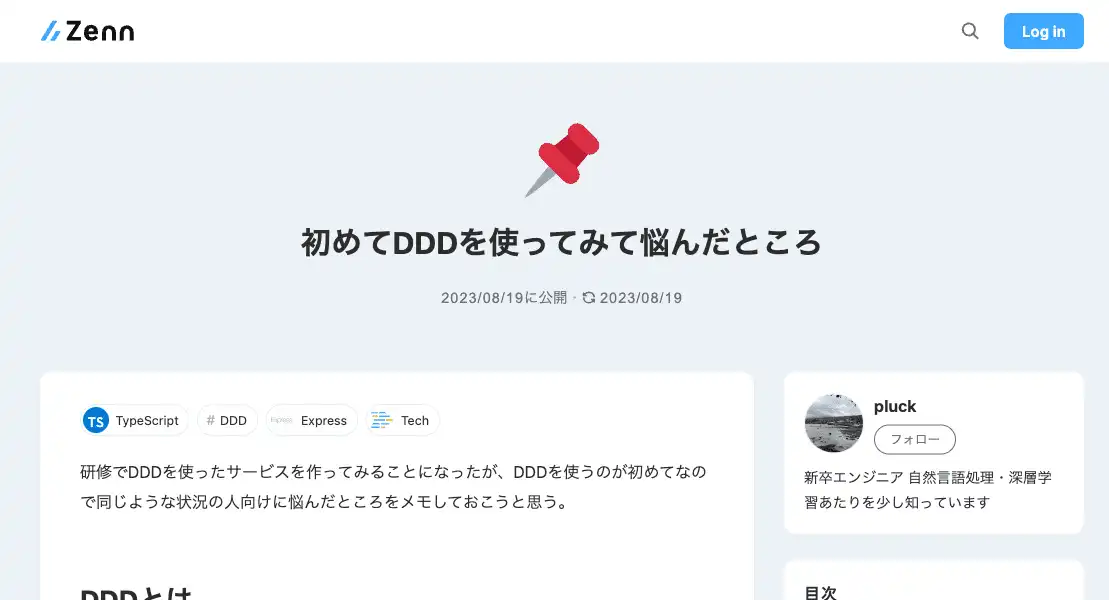 Zenn
Log in
初めてDDDを使ってみて悩んだところ
2023/08/19に公開 · 2023/08/19
TypeScript
# DDD
Express Express
Tech
研修でDDDを使ったサービスを作ってみることになったが、DDDを使うのが初めてなの
で同じような状況の人向けに悩んだところをメモしておこうと思う。
DDDとは
pluck
フォロー
新卒エンジニア 自然言語処理・深層学
習あたりを少し知っています
目次